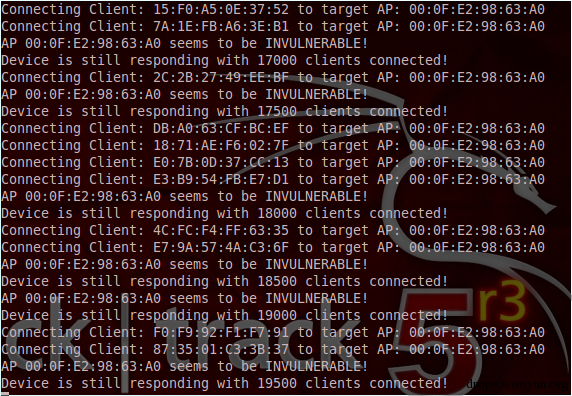 Connecting Client: 15:F0:A5:0E:37:52 to target AP: 00:0F:E2:98:63:A0
Connecting Client: 7A:1E:FB:A6:3E:B1 to target AP: 00:0F:E2:98:63:A0
AP 00:0F:E2:98:63:A0 seems to be INVULNERABLE!
Device is still responding with 17000 clients connected!
Connecting Client: 2C:2B:27:49:EE:BF to target AP: 00:0F:E2:98:63:A0
AP 00:0F:E2:98:63:A0 seems to be INVULNERABLE!
Device is still responding with 17500 clients connected!
Connecting Client: DB:A0:63:CF:BC:EF to target AP: 00:0F:E2:98:63:A0
Connecting Client: 18:71:AE:F6:02:7F to target AP: 00:0F:E2:98:63:A0
Connecting Client: E0:7B:0D:37:CC:13 to target AP: 00:0F:E2:98:63:A0
Connecting Client: E3:B9:54:FB:E7:D1 to target AP: 00:0F:E2:98:63:A0
AP 00:0F:E2:98:63:A0 seems to be INVULNERABLE!
Device is still responding with 18000 clients connected!
Connecting Client: 4C:FC:F4:FF:63:35 to target AP: 00:0F:E2:98:63:A0
Connecting Client: E7:9A:57:4A:C3:6F to target AP: 00:0F:E2:98:63:A0
AP 00:0F:E2:98:63:A0 seems to be INVULNERABLE!
Device is still responding with 18500 clients connected!
AP 00:0F:E2:98:63:A0 seems to be INVULNERABLE!
Device is still responding with 19000 clients connected!
Connecting Client: F0:F9:92:F1:F7:91 to target AP: 00:0F:E2:98:63:A0
Connecting Client: 87:35:01:C3:3B:37 to target AP: 00:0F:E2:98:63:A0
AP 00:0F:E2:98:63:A0 seems to be INVULNERABLE!
Device is still responding with 19500 clients connected!
ck|track 5 r3